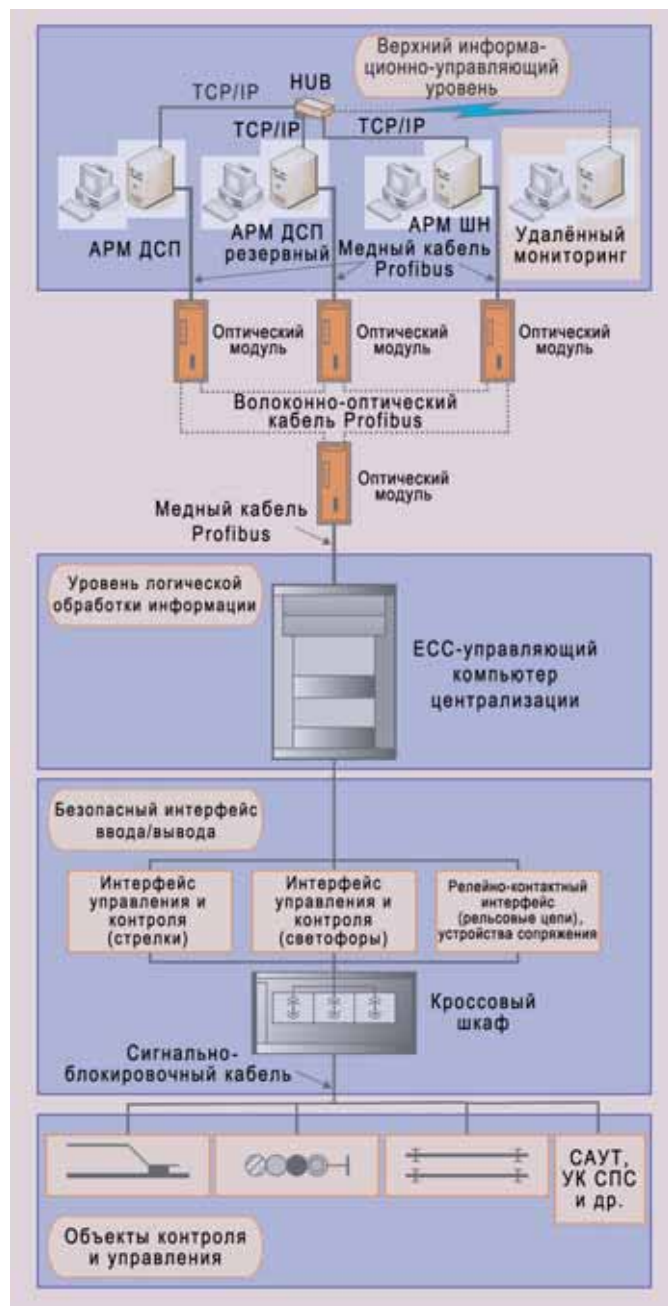 Верхний информа-
ционно-управляющий
уровень
HUB
TCP/IP
TCP/IP
TCP/IP
АРМ ДСП
АРМ ДСП
резервный
АРМ ШН
Удалённый
мониторинг
Медный кабель
Profibus
Оптический
модуль
Оптический
модуль
Оптический
модуль
Волоконно-оптический
кабель Profibus
Оптический
модуль
Медный кабель
Profibus
Уровень логической
обработки информации
ECC-управляющий
компьютер
централизации
Безопасный интерфейс
ввода/вывода
Интерфейс
управления и
контроля
(стрелки)
Интерфейс
управления и
контроля
(светофоры)
Релейно-контактный
интерфейс
(рельсовые цепи),
устройства сопряжения
Кроссовый
шкаф
Сигнально-
блокировочный кабель
САУТ,
УК СПС
и др.
Объекты контроля
и управления